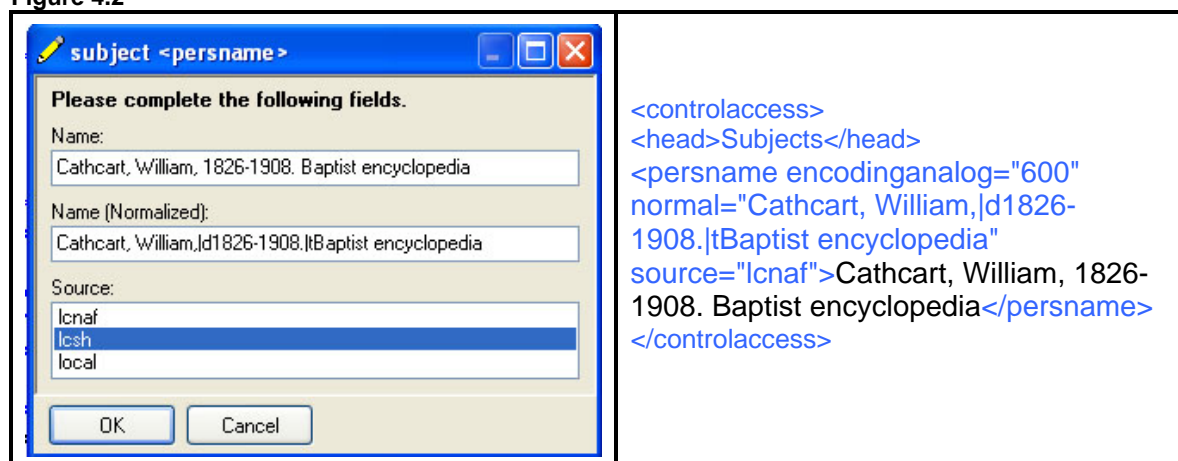 Figure 4.2
subject <persname>
Please complete the following fields.
Name:
Cathcart, William, 1826-1908. Baptist encyclopedia
Name (Normalized):
Cathcart, William,|d1826-1908.|tBaptist encyclopedia
Source:
lcnaf
lcsh
local
OK
Cancel
<controlaccess>
<head>Subjects</head>
<persname encodinganalog="600"
normal="Cathcart, William,|d1826-
1908.|tBaptist encyclopedia"
source="lcnaf">Cathcart, William, 1826-
1908. Baptist encyclopedia</persname>
</controlaccess>